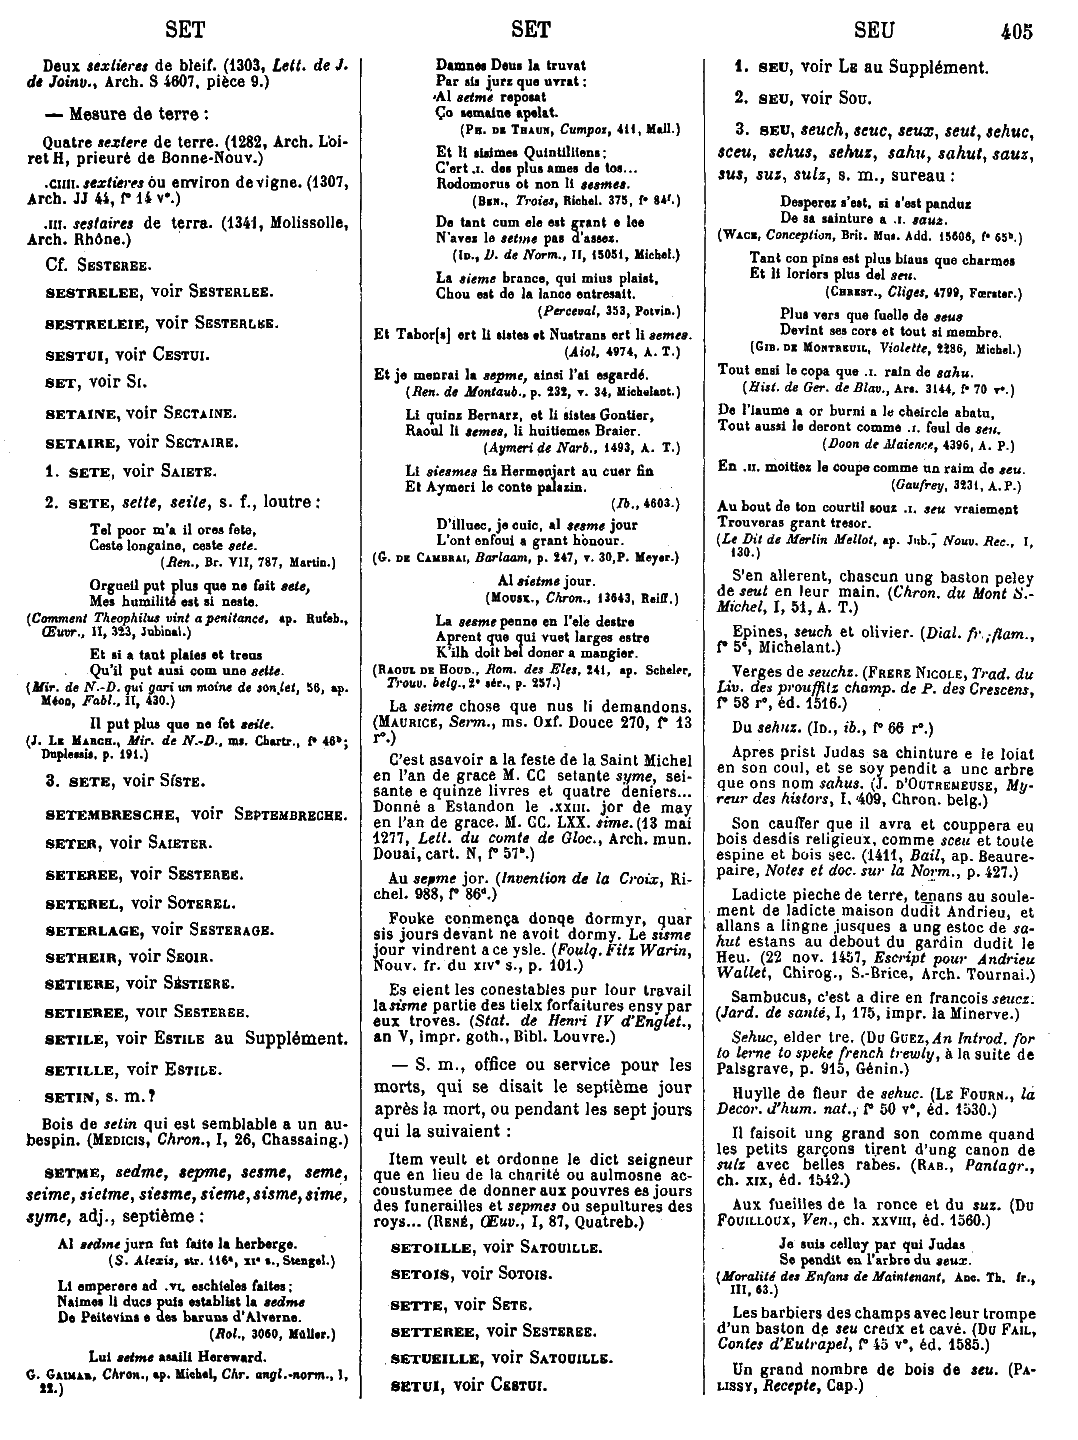 SET
SET
SEU
405
Deux sextieres de bleif. (1303, Lett. de J.
de Joinv., Arch. S 4607, pièce 9.)
— Mesure de terre :
Quatre sextere de terre. (1282, Arch. Loi-
ret H, prieuré de Bonne-Nouv.)
.CIIII. sextieres ou environ de vigne. (1307,
Arch. JJ 44, f° 14 v°.)
.III. sestaires de terra. (1341, Molissolle,
Arch. Rhône.)
Cf. SESTEREE.
SESTRELEE, voir SESTERLEE.
SESTRELEIE, voir SESTERLEE.
SESTUI, voir CESTUI.
SET, voir SI.
SETAINE, voir SECTAINE.
SETAIRE, voir SECTAIRE.
1. SETE, voir SAIETE.
2. SETE, sette, seile, s. f., loutre :
Tel poor m'a il ores fete,
Ceste longaine, ceste sete.
(Ren., Br. VII, 787, Martin.)
Orgueil put plus que ne fait sete,
Mes humilité est si neste.
(Comment Theophilus vint a penitance, ap. Ruteb.,
Œuvr., II, 323, Jubinal.)
Et si a tant plaies et treus
Qu'il put aussi com une sette.
(Mir. de N.-D. qui gari un moine de son let, 56, ap.
Méon, Fabl., II, 430.)
Il put plus que ne fet seite.
(J. LE MARCH., Mir. de N.-D., ms. Chartr., f° 46ᵇ;
Duplessis, p. 191.)
3. SETE, voir SISTE.
SETEMBRESCHE, voir SEPTEMBRECHE.
SETER, voir SAIETER.
SETEREE, voir SESTEREE.
SETEREL, voir SOTEREL.
SETERLAGE, voir SESTERAGE.
SETHEIR, voir SEOIR.
SETIERE, voir SESTIERE.
SETIEREE, voir SESTEREE.
SETILE, voir ESTILE au Supplément.
SETILLE, voir ESTILE.
SETIN, s. m.?
Bois de setin qui est semblable a un au-
bespin. (MEDICIS, Chron., I, 26, Chassaing.)
SETME, sedme, sepme, sesme, seme,
seime, sietme, siesme, sieme, sisme, sime,
syme, adj., septième :
Al sedme jurn fut faite la herberge.
(S. Alexis, str. 116ᵃ, XIᵉ s., Stengel.)
Li emperere ad .VI. eschieles faites;
Naimes li ducs puis establist la sedme
De Peitevins e des baruns d'Alverne.
(Rol., 3060, Müller.)
Lui setme asaili Hereward.
G. GAIMAR, Chron., ap. Michel, Chr. angl.-norm., I,
22.)
Damnes Deus la truvat
Par sis jurz que uvrat :
Al setme reposat
Ço semaine apelat.
(PH. DE THAUN, Cumpoz, 411, Mall.)
Et li sisimes Quintiliiens;
C'ert .I. des plus ames de tos...
Rodomorus ot non li sesmes.
(BEN., Troies, Richel. 375, f° 84ᶠ.)
De tant cum ele est grant e lee
N'aves le setme pas d'assez.
(ID., D. de Norm., II, 15051, Michel.)
La sieme brance, qui mius plaist,
Chou est de la lance entresait.
(Perceval, 353, Potvin.)
Et Tabor[s] ert li sistes et Nustrans ert li semes.
(Aiol, 4974, A. T.)
Et je menrai la sepme, ainsi l'ai esgardé.
(Ren. de Montaub., p. 232, v. 34, Michelant.)
Li quinz Bernarz, et li sistes Gontier,
Raoul li semes, li huitiemes Braier.
(Aymeri de Narb., 1493, A. T.)
Li siesmes fiz Hermenjart au cuer fin
Et Aymeri le conte palazin.
(Ib., 4603.)
D'illuec, je cuic, al sesme jour
L'ont enfoui a grant honour.
(G. DE CAMBRAI, Barlaam, p. 247, v. 30, P. Meyer.)
Al sietme jour.
(MOUSK., Chron., 13643, Reiff.)
La sesme penne en l'ele destre
Aprent que qui vuet larges estre
K'ilh doit bel doner a mangier.
(RAOUL DE HOUD., Rom. des Eles, 241, ap. Scheler,
Trouv. belg., 2ᵉ sér., p. 257.)
La seime chose que nus li demandons.
(MAURICE, Serm., ms. Oxf. Douce 270, f° 13
r°.)
C'est asavoir a la feste de la Saint Michel
en l'an de grace M. CC setante syme, sei-
sante e quinze livres et quatre deniers...
Donné a Estandon le .XXIII. jor de may
en l'an de grace. M. CC. LXX. sime. (13 mai
1277, Lett. du comte de Gloc., Arch. mun.
Douai, cart. N, f° 57ᵇ.)
Au sepme jor. (Invention de la Croix, Ri-
chel. 988, f° 86ᵈ.)
Fouke conmença donqe dormyr, quar
sis jours devant ne avoit dormy. Le sisme
jour vindrent a ce ysle. (Foulq. Fitz Warin,
Nouv. fr. du XIVᵉ s., p. 101.)
Es eient les conestables pur lour travail
la sisme partie des tielx forfaitures ensy par
eux troves. (Stat. de Henri IV d'Englet.,
an V, impr. goth., Bibl. Louvre.)
— S. m., office ou service pour les
morts, qui se disait le septième jour
après la mort, ou pendant les sept jours
qui la suivaient :
Item veult et ordonne le dict seigneur
que en lieu de la charité ou aulmosne ac-
coustumee de donner aux pouvres es jours
des funerailles et sepmes ou sepultures des
roys... (RENÉ, Œuv., I, 87, Quatreb.)
SETOILLE, voir SATOUILLE.
SETOIS, voir SOTOIS.
SETTE, voir SETE.
SETTEREE, voir SESTEREE.
SETUEILLE, voir SATOUILLE.
SETUI, voir CESTUI.
1. SEU, voir LE au Supplément.
2. SEU, voir SOU.
3. SEU, seuch, seuc, seux, seut, sehuc,
sceu, sehus, sehuz, sahu, sahut, sauz,
sus, suz, sulz, s. m., sureau :
Desperez s'est, si s'est panduz
De sa sainture a .I. sauz.
(WACE, Conception, Brit. Mus. Add. 15606, f° 65ᵇ.)
Tant con pins est plus biaus que charmes
Et li loriers plus del seu.
(CHREST., Cliges, 4799, Fœrster.)
Plus vers que fuelle de seus
Devint ses cors et tout si membre.
(GIB. DE MONTREUIL, Violette, 2236, Michel.)
Tout ensi le copa que .I. rain de sahu.
(Hist. de Ger. de Blav., Ars. 3144, f° 70 r°.)
De l'iaume a or burni a le cheircle abatu,
Tout aussi le deront comme .I. foul de seu.
(Doon de Maience, 4396, A. P.)
En .II. moitiez le coupe comme un raim de seu.
(Gaufrey, 3231, A. P.)
Au bout de ton courtil souz .I. seu vraiement
Trouveras grant tresor.
(Le Dit de Merlin Mellot, ap. Jub., Nouv. Rec., I,
130.)
S'en allerent, chascun ung baston peley
de seul en leur main. (Chron. du Mont S.-
Michel, I, 51, A. T.)
Epines, seuch et olivier. (Dial. fr.-flam.,
f° 5ᵉ, Michelant.)
Verges de seuchz. (FRERE NICOLE, Trad. du
Liv. des prouffitz champ. de P. des Crescens,
f° 58 r°, éd. 1516.)
Du sehuz. (ID., ib., f° 66 r°.)
Apres prist Judas sa chinture e le loiat
en son coul, et se soy pendit a unc arbre
que ons nom sahus. (J. D'OUTREMEUSE, My-
reur des histors, I, 409, Chron. belg.)
Son cauffer que il avra et couppera eu
bois desdis religieux, comme sceu et toute
espine et bois sec. (1411, Bail, ap. Beaure-
paire, Notes et doc. sur la Norm., p. 427.)
Ladicte pieche de terre, tenans au soule-
ment de ladicte maison dudit Andrieu, et
allans a lingne jusques a ung estoc de sa-
hut estans au debout du gardin dudit le
Heu. (22 nov. 1457, Escript pour Andrieu
Wallet, Chirog., S.-Brice, Arch. Tournai.)
Sambucus, c'est a dire en francois seucz.
(Jard. de santé, I, 175, impr. la Minerve.)
Sehuc, elder tre. (DU GUEZ, An Introd. for
to lerne to speke french trewly, à la suite de
Palsgrave, p. 915, Génin.)
Huylle de fleur de sehuc. (LE FOURN., la
Decor. d'hum. nat., f° 50 v°, éd. 1530.)
Il faisoit ung grand son comme quand
les petits garçons tirent d'ung canon de
sulz avec belles rabes. (RAB., Pantagr.,
ch. XIX, éd. 1542.)
Aux fueilles de la ronce et du suz. (DU
FOUILLOUX, Ven., ch. XXVIII, éd. 1560.)
Je suis celluy par qui Judas
Se pendit en l'arbre du seux.
(Moralité des Enfans de Maintenant, Anc. Th. fr.,
III, 63.)
Les barbiers des champs avec leur trompe
d'un baston de seu creux et cavé. (DU FAIL,
Contes d'Eutrapel, f° 45 v°, éd. 1585.)
Un grand nombre de bois de seu. (PA-
LISSY, Recepte, Cap.)